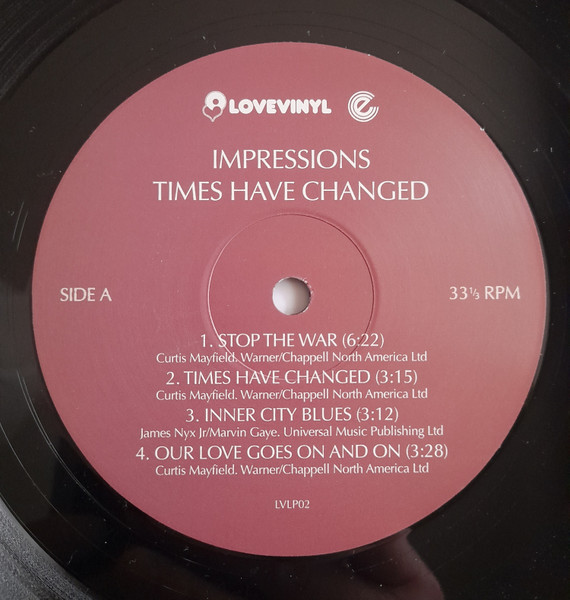 LOVEVINYL e
IMPRESSIONS
TIMES HAVE CHANGED
SIDE A
33⅓ RPM
1. STOP THE WAR (6:22)
Curtis Mayfield. Warner/Chappell North America Ltd
2. TIMES HAVE CHANGED (3:15)
Curtis Mayfield. Warner/Chappell North America Ltd
3. INNER CITY BLUES (3:12)
James Nyx Jr/Marvin Gaye. Universal Music Publishing Ltd
4. OUR LOVE GOES ON AND ON (3:28)
Curtis Mayfield. Warner/Chappell North America Ltd
LVLP02